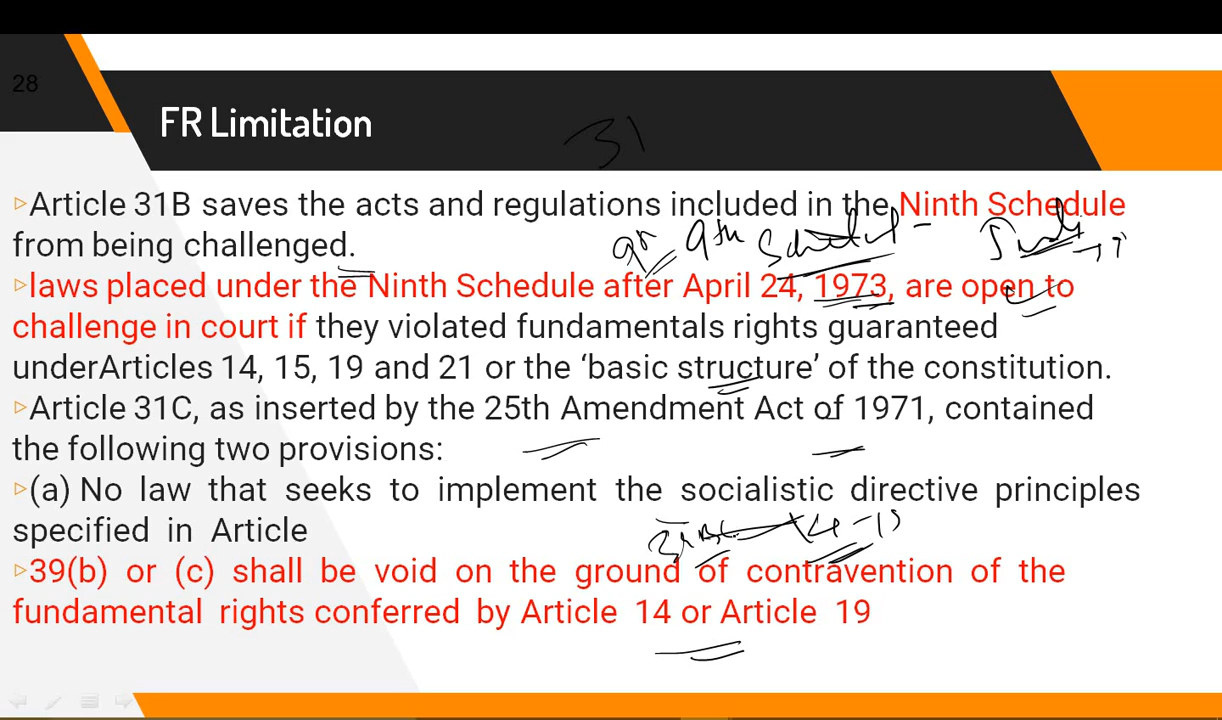 28
FR Limitation
31
▷Article 31B saves the acts and regulations included in the Ninth Schedule
from being challenged.
9th
▷laws placed under the Ninth Schedule after April 24, 1973, are open to
challenge in court if they violated fundamentals rights guaranteed
underArticles 14, 15, 19 and 21 or the ‘basic structure’ of the constitution.
▷Article 31C, as inserted by the 25th Amendment Act of 1971, contained
the following two provisions:
▷(a) No law that seeks to implement the socialistic directive principles
specified in Article
▷39(b) or (c) shall be void on the ground of contravention of the
fundamental rights conferred by Article 14 or Article 19